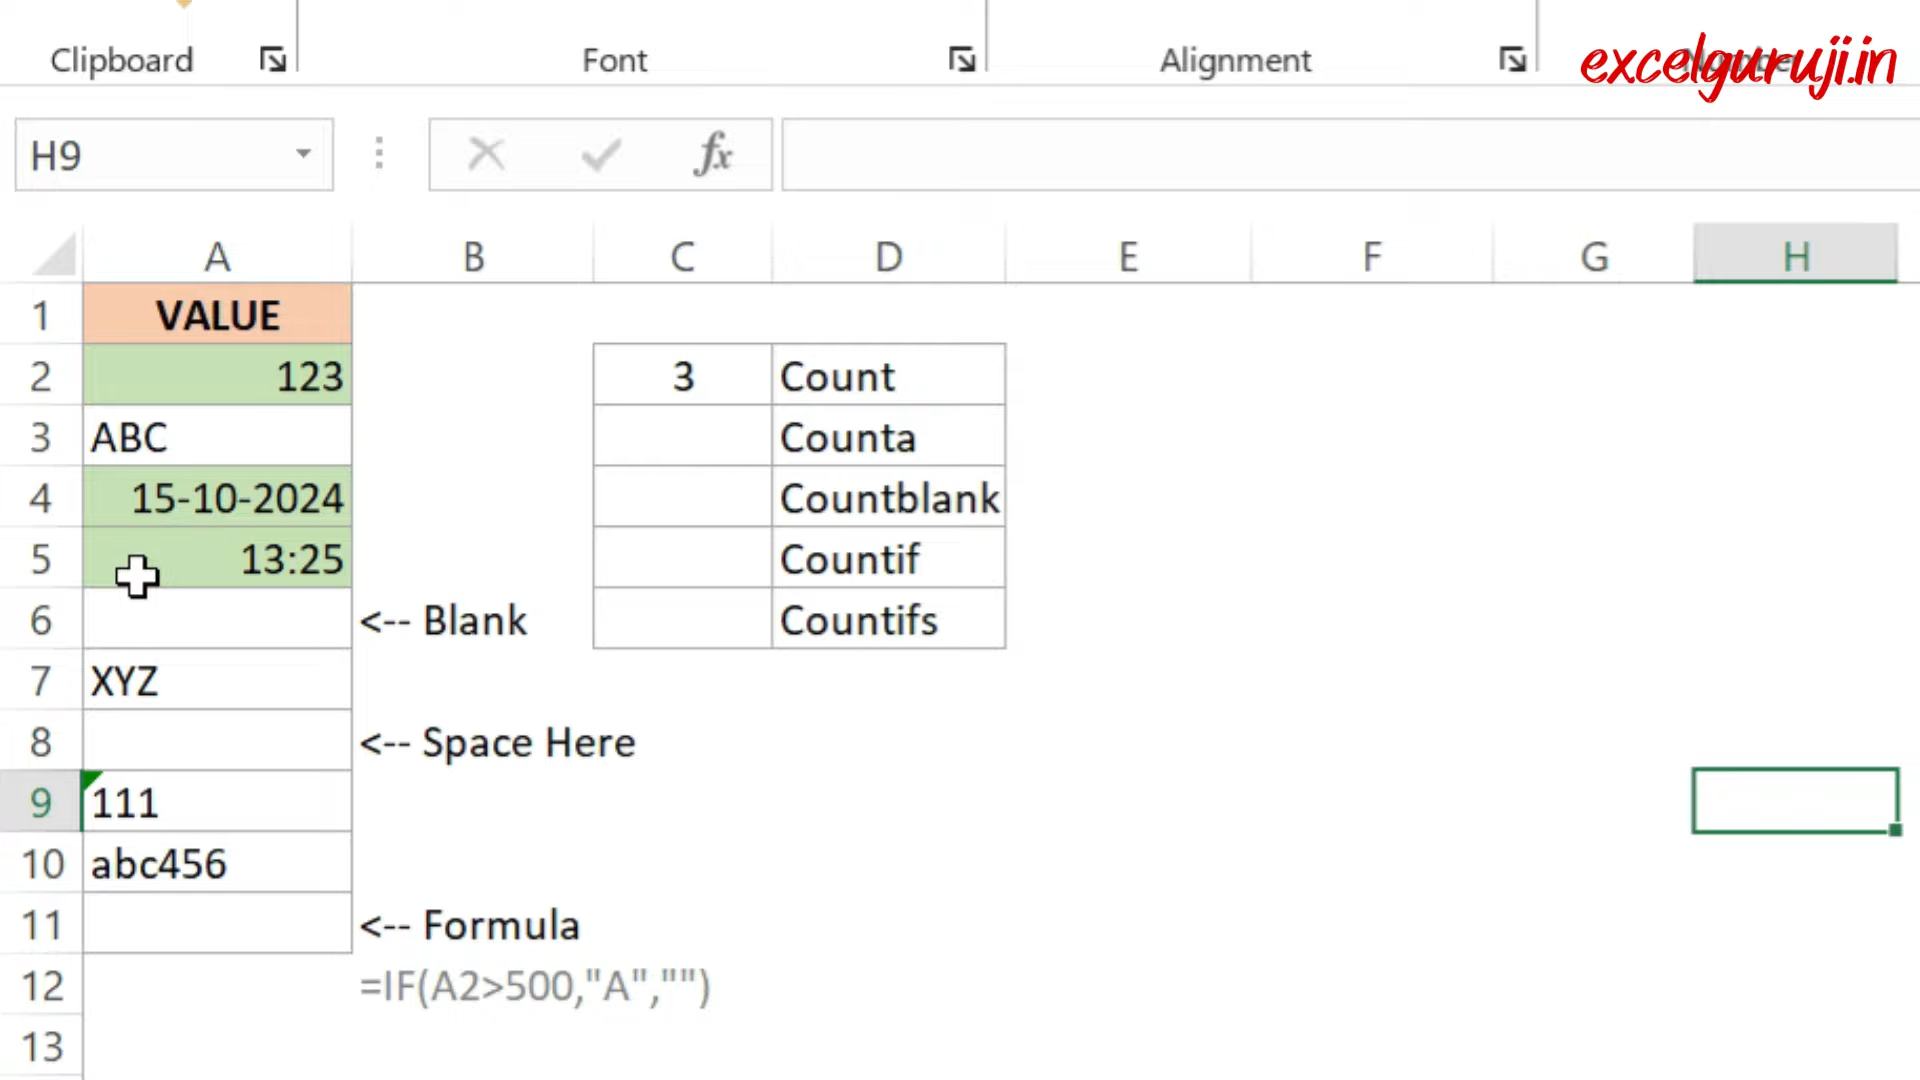 Clipboard Font Alignment Number
excelguruji.in
H9 fx
A B C D E F G H
1 VALUE
2 123 3 Count
3 ABC Counta
4 15-10-2024 Countblank
5 13:25 Countif
6 <-- Blank Countifs
7 XYZ
8 <-- Space Here
9 111
10 abc456
11 <-- Formula
12 =IF(A2>500,"A","")
13